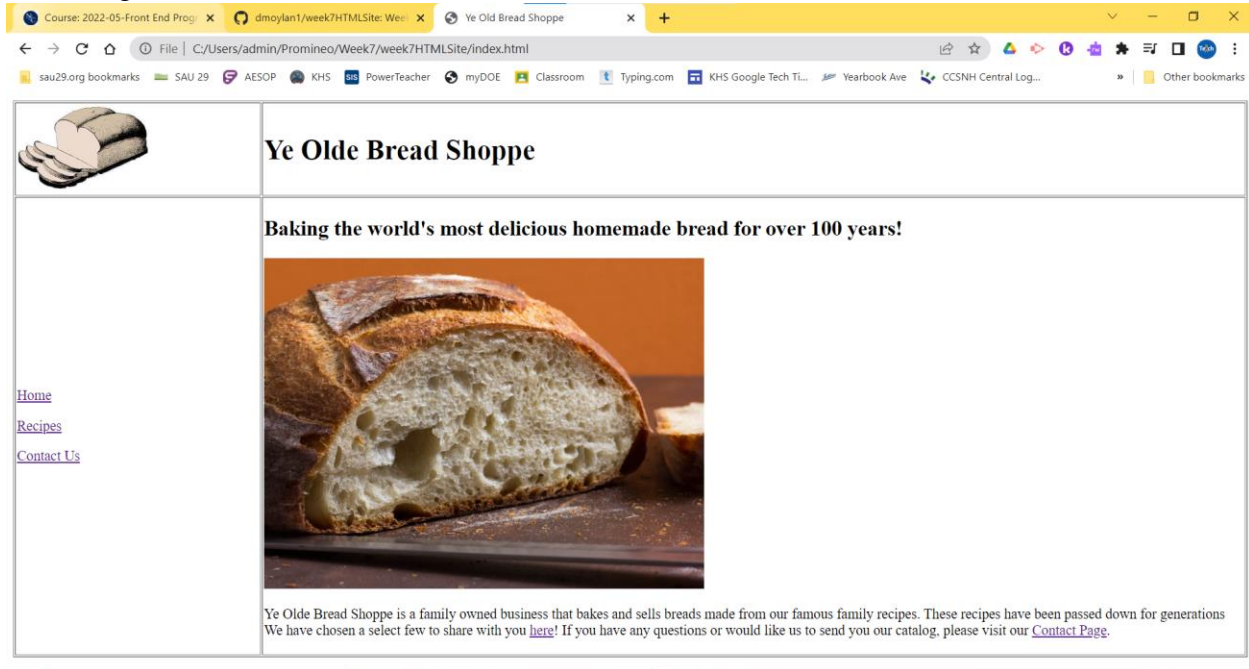 Course: 2022-05-Front End Progr
dmoylan1/week7HTMLSite: Week
Ye Old Bread Shoppe
File | C:/Users/admin/Promineo/Week7/week7HTMLSite/index.html
sau29.org bookmarks SAU 29 AESOP KHS SIS PowerTeacher myDOE Classroom Typing.com KHS Google Tech Ti... Yearbook Ave CCSNH Central Log... » Other bookmarks
Ye Olde Bread Shoppe
Baking the world's most delicious homemade bread for over 100 years!
Home
Recipes
Contact Us
Ye Olde Bread Shoppe is a family owned business that bakes and sells breads made from our famous family recipes. These recipes have been passed down for generations
We have chosen a select few to share with you here! If you have any questions or would like us to send you our catalog, please visit our Contact Page.